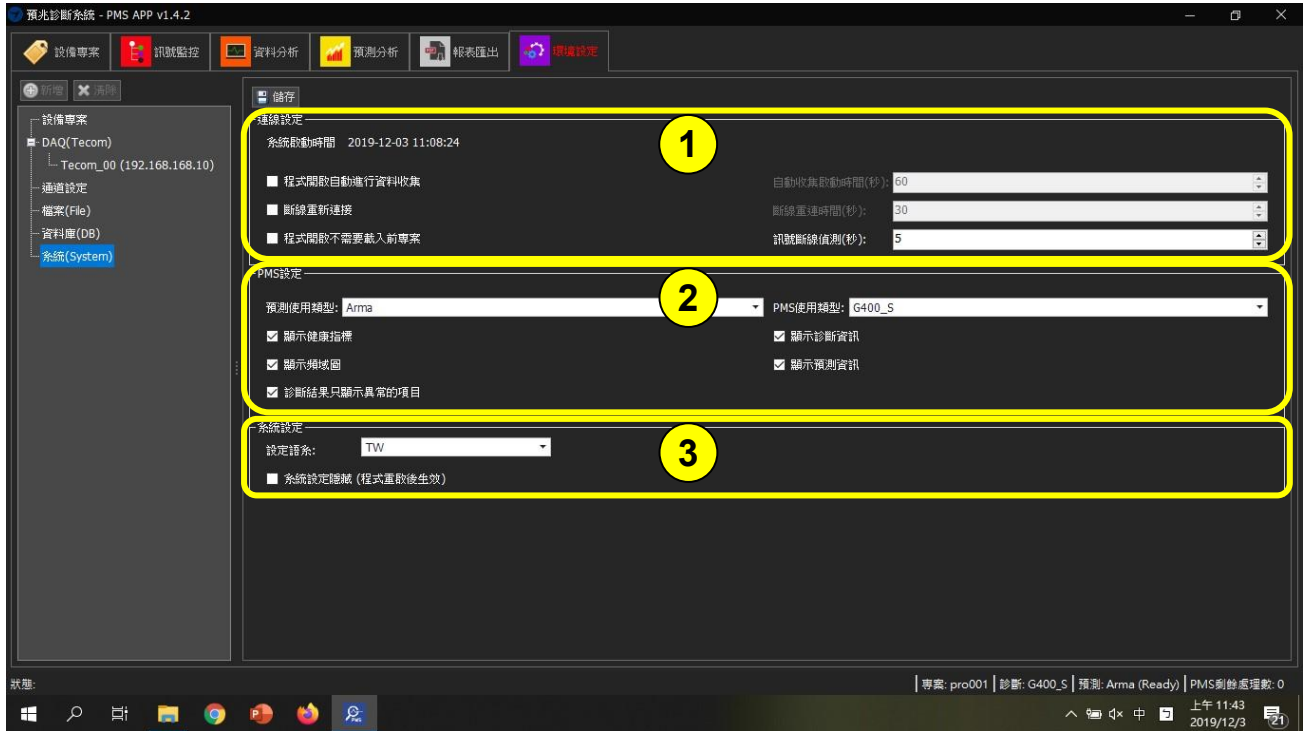 預兆診斷系統 - PMS APP v1.4.2
設備專案 訊號監控 資料分析 預測分析 報表匯出 環境設定
新增 清除
儲存
設備專案
DAQ(Tecom)
Tecom_00 (192.168.168.10)
通道設定
檔案(File)
資料庫(DB)
系統(System)
連線設定
1
系統啟動時間 2019-12-03 11:08:24
程式開啟自動進行資料收集 自動收集啟動時間(秒): 60
斷線重新連接 斷線重連時間(秒): 30
程式開啟不需要載入前專案 訊號斷線偵測(秒): 5
PMS設定
2
預測使用類型: Arma PMS使用類型: G400_S
顯示健康指標 顯示診斷資訊
顯示頻域圖 顯示預測資訊
診斷結果只顯示異常的項目
系統設定
3
設定語系: TW
系統設定隱藏 (程式重啟後生效)
狀態: 專案: pro001 診斷: G400_S 預測: Arma (Ready) PMS剩餘處理數: 0
中 上午 11:43
2019/12/3 21